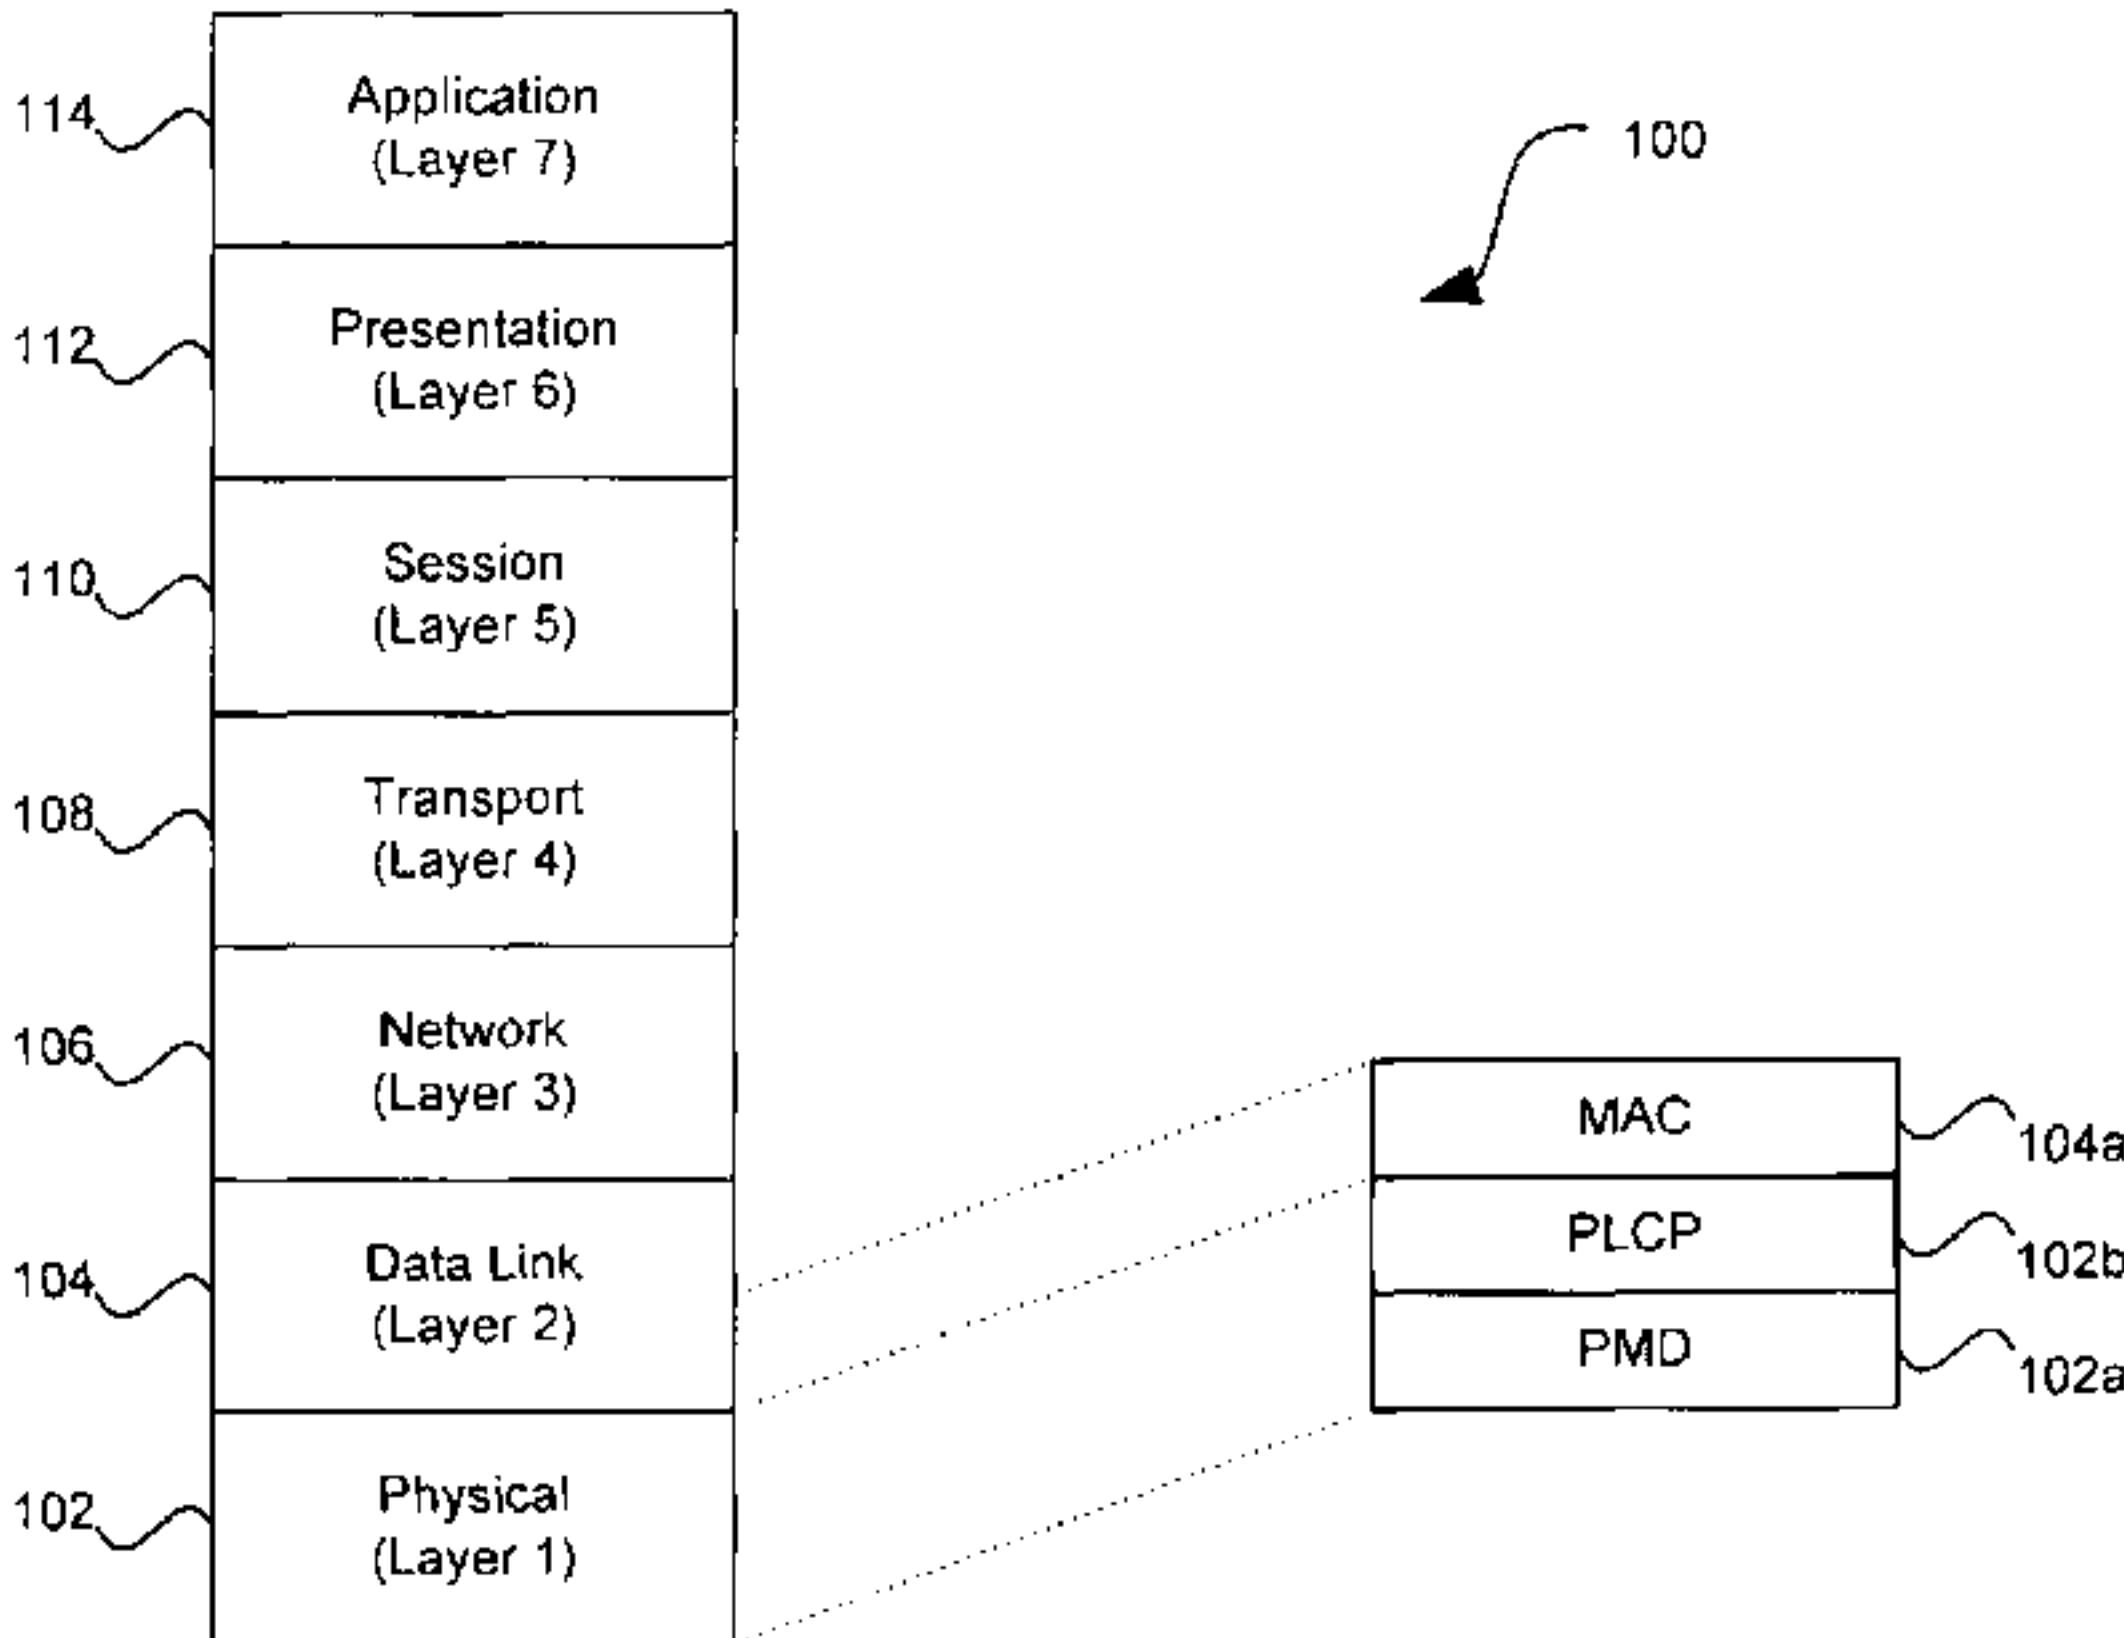 114
Application
(Layer 7)
100
112
Presentation
(Layer 6)
110
Session
(Layer 5)
108
Transport
(Layer 4)
106
Network
(Layer 3)
MAC
104a
PLCP
102b
104
Data Link
(Layer 2)
PMD
102a
102
Physical
(Layer 1)